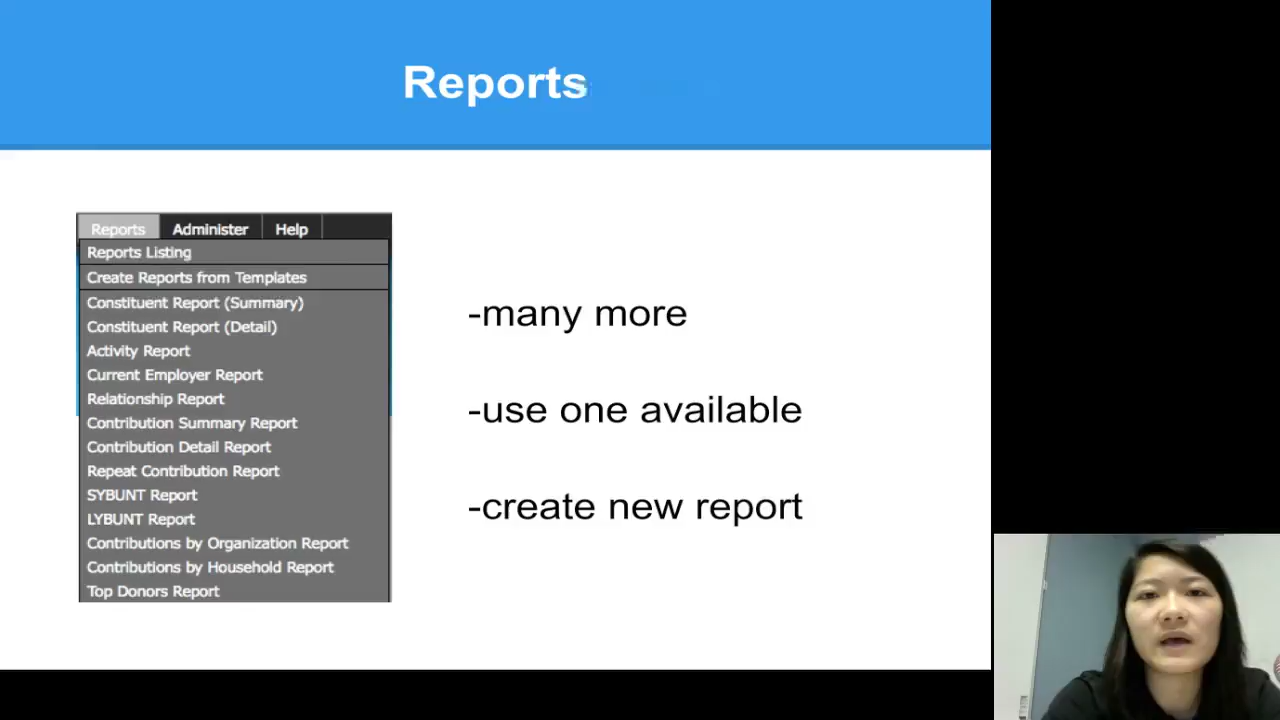 Reports
Reports Administer Help
Reports Listing
Create Reports from Templates
Constituent Report (Summary)
Constituent Report (Detail)
Activity Report
Current Employer Report
Relationship Report
Contribution Summary Report
Contribution Detail Report
Repeat Contribution Report
SYBUNT Report
LYBUNT Report
Contributions by Organization Report
Contributions by Household Report
Top Donors Report
-many more
-use one available
-create new report